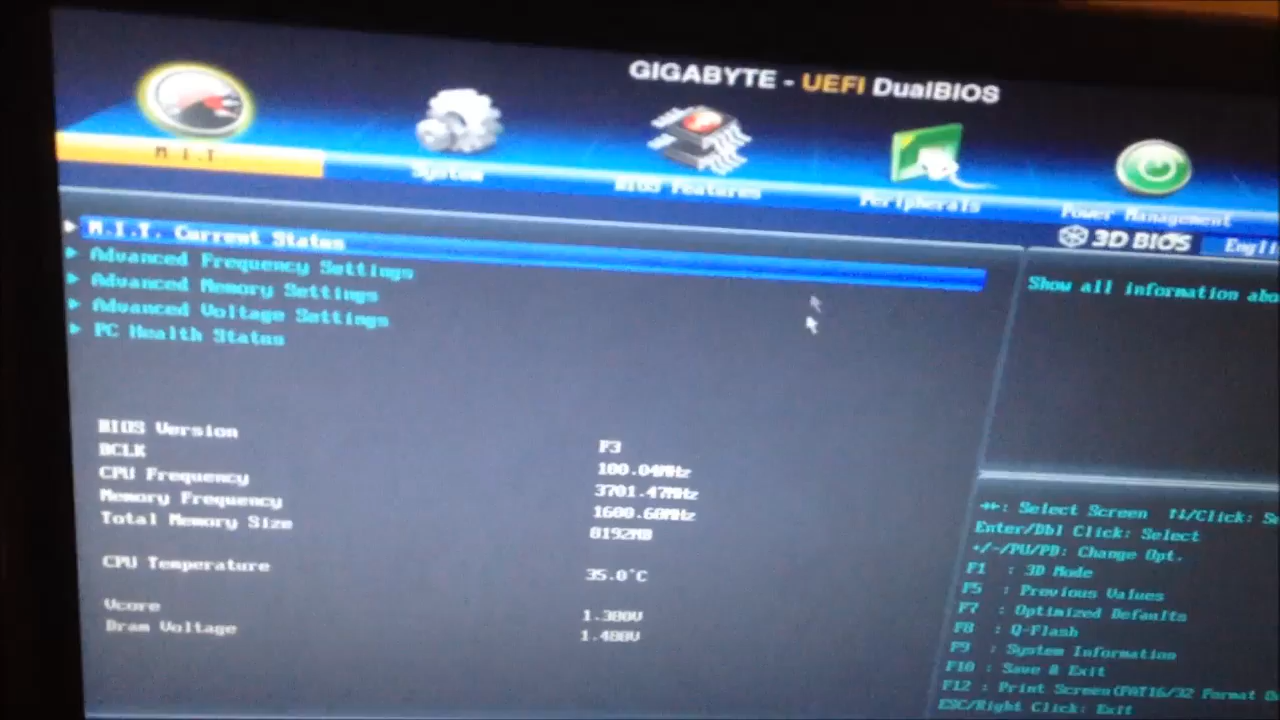 GIGABYTE - UEFI DualBIOS
M.I.T
System
BIOS Features
Peripherals
Power Management
3D BIOS
Engli
M.I.T. Current Status
Advanced Frequency Settings
Advanced Memory Settings
Advanced Voltage Settings
PC Health Status
Show all information abo
BIOS Version F3
BCLK 100.04MHz
CPU Frequency 3701.47MHz
Memory Frequency 1600.60MHz
Total Memory Size 8192MB
CPU Temperature 35.0°C
Vcore 1.380V
Dram Voltage 1.480V
→←: Select Screen ↑↓/Click: S
Enter/Dbl Click: Select
+/-/PU/PD: Change Opt.
F1 : 3D Mode
F5 : Previous Values
F7 : Optimized Defaults
F8 : Q-Flash
F9 : System Information
F10 : Save & Exit
F12 : Print Screen(FAT16/32 Format
ESC/Right Click: Exit